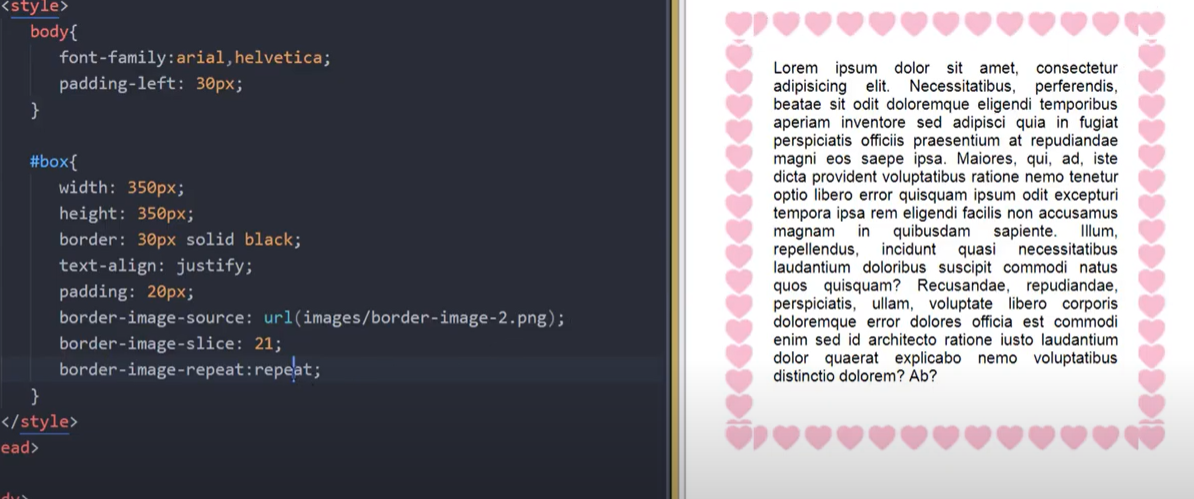 <style>
body{
font-family:arial,helvetica;
padding-left: 30px;
}
#box{
width: 350px;
height: 350px;
border: 30px solid black;
text-align: justify;
padding: 20px;
border-image-source: url(images/border-image-2.png);
border-image-slice: 21;
border-image-repeat:repeat;
}
</style>
ead>
Lorem ipsum dolor sit amet, consectetur
adipisicing elit. Necessitatibus, perferendis,
beatae sit odit doloremque eligendi temporibus
aperiam inventore sed adipisci quia in fugiat
perspiciatis officiis praesentium at repudiandae
magni eos saepe ipsa. Maiores, qui, ad, iste
dicta provident voluptatibus ratione nemo tenetur
optio libero error quisquam ipsum odit excepturi
tempora ipsa rem eligendi facilis non accusamus
magnam in quibusdam sapiente. Illum,
repellendus, incidunt quasi necessitatibus
laudantium doloribus suscipit commodi natus
quos quisquam? Recusandae, repudiandae,
perspiciatis, ullam, voluptate libero corporis
doloremque error dolores officia est commodi
enim sed id architecto ratione iusto laudantium
dolor quaerat explicabo nemo voluptatibus
distinctio dolorem? Ab?